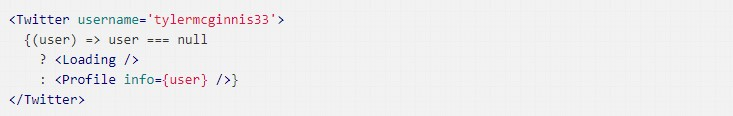 <Twitter username='tylermcginnis33'>
  {(user) => user === null
    ? <Loading />
    : <Profile info={user} />}
</Twitter>